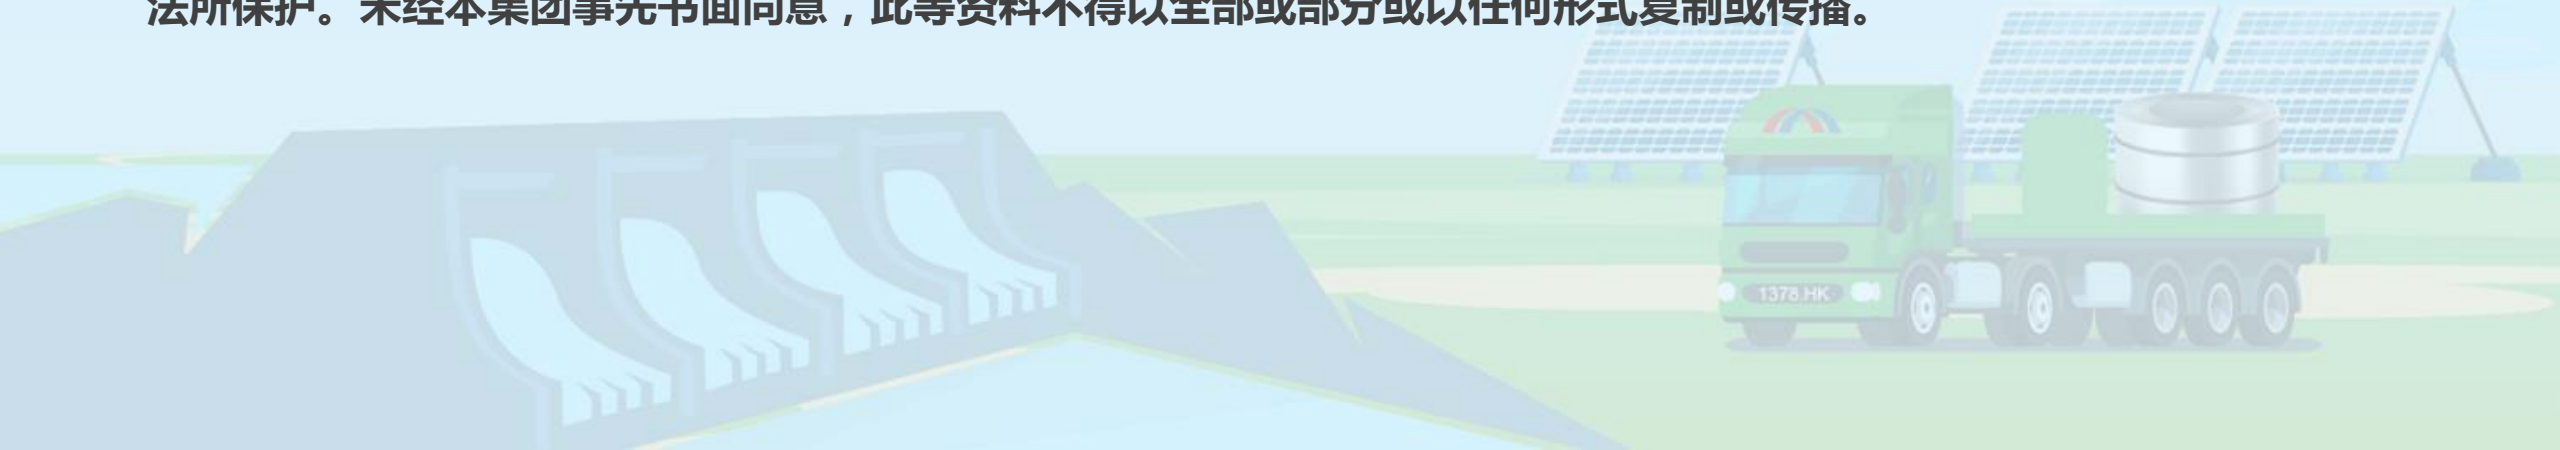 法所保护。未经本集团事先书面同意，此等资料不得以全部或部分或以任何形式复制或传播。
1378.HK